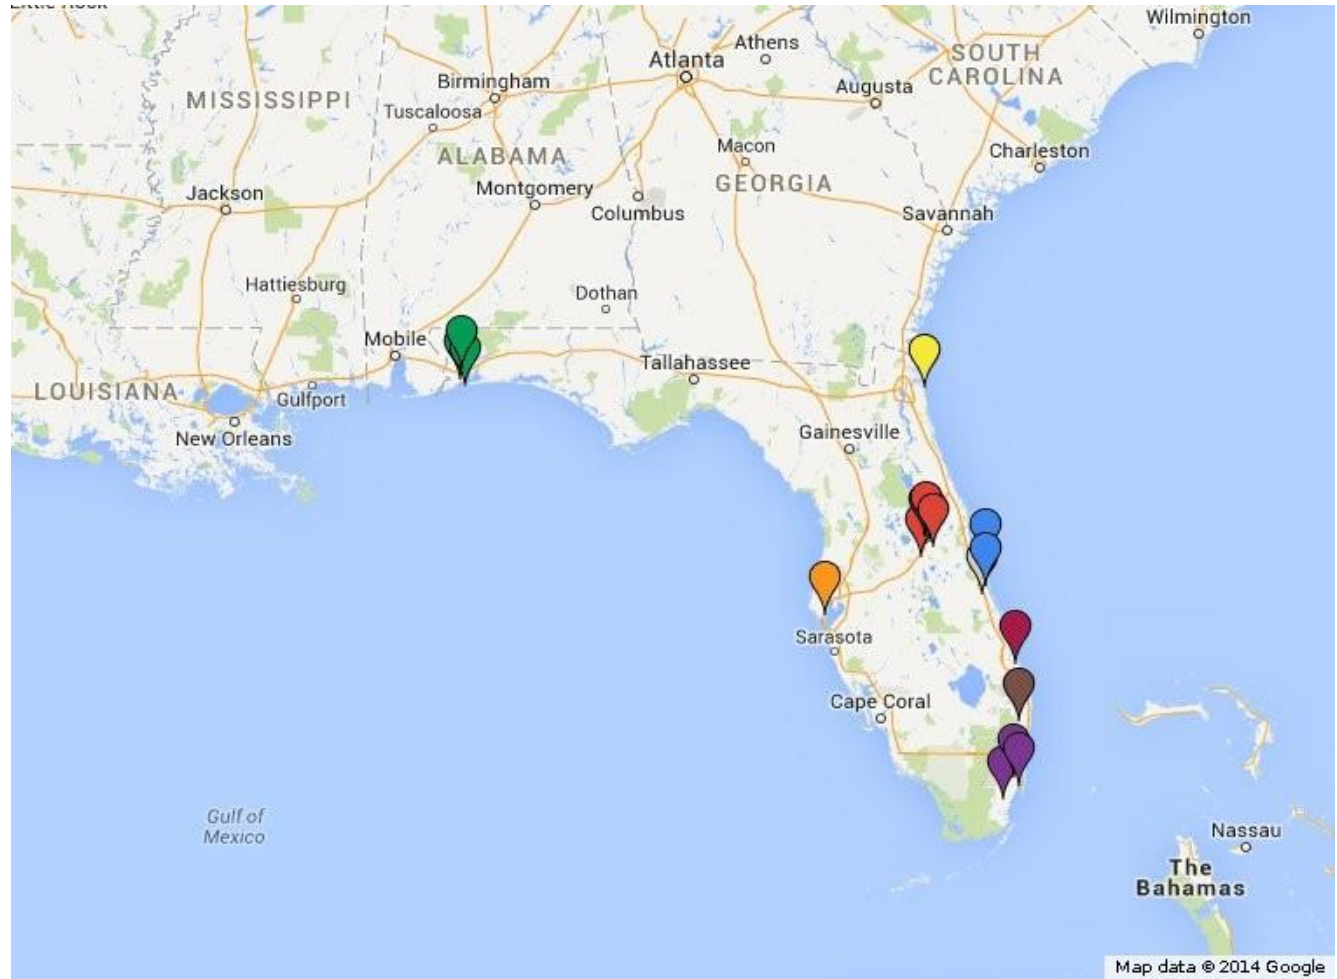 Wilmington
Athens
Atlanta
SOUTH
CAROLINA
Birmingham
Augusta
MISSISSIPPI
Tuscaloosa
Macon
Charleston
ALABAMA
GEORGIA
Jackson
Montgomery
Columbus
Savannah
Hattiesburg
Dothan
Mobile
Tallahassee
LOUISIANA
Gulfport
New Orleans
Gainesville
Sarasota
Cape Coral
Gulf of
Mexico
Nassau
The
Bahamas
Map data © 2014 Google